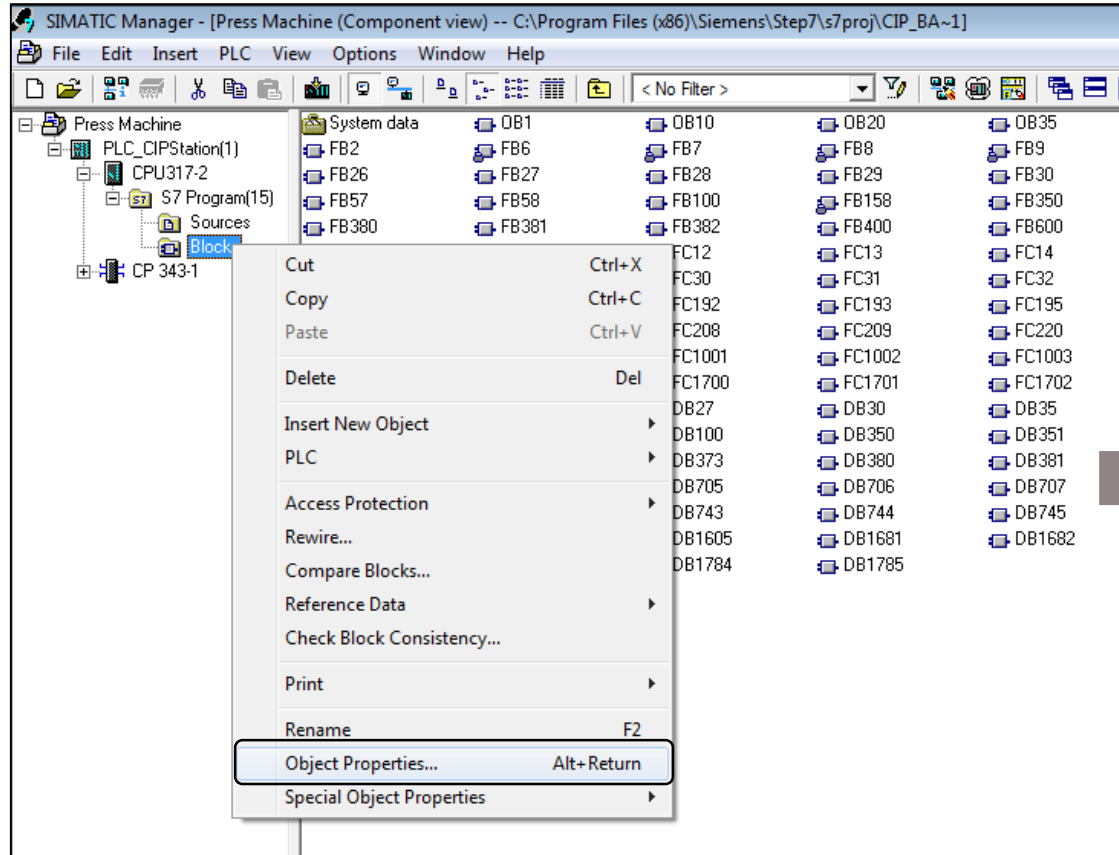 SIMATIC Manager - [Press Machine (Component view) -- C:\Program Files (x86)\Siemens\Step7\s7proj\CIP_BA~1]
File Edit Insert PLC View Options Window Help
< No Filter >
Press Machine
PLC_CIPStation(1)
CPU317-2
S7 Program(15)
Sources
Block
CP 343-1
System data OB1 OB10 OB20 OB35
FB2 FB6 FB7 FB8 FB9
FB26 FB27 FB28 FB29 FB30
FB57 FB58 FB100 FB158 FB350
FB380 FB381 FB382 FB400 FB600
FC12 FC13 FC14
FC30 FC31 FC32
FC192 FC193 FC195
FC208 FC209 FC220
FC1001 FC1002 FC1003
FC1700 FC1701 FC1702
DB27 DB30 DB35
DB100 DB350 DB351
DB373 DB380 DB381
DB705 DB706 DB707
DB743 DB744 DB745
DB1605 DB1681 DB1682
DB1784 DB1785
Cut Ctrl+X
Copy Ctrl+C
Paste Ctrl+V
Delete Del
Insert New Object
PLC
Access Protection
Rewire...
Compare Blocks...
Reference Data
Check Block Consistency...
Print
Rename F2
Object Properties... Alt+Return
Special Object Properties